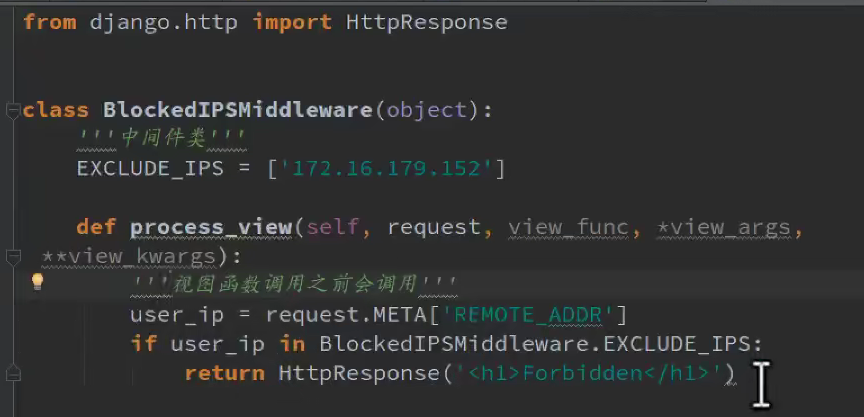 from django.http import HttpResponse
class BlockedIPSMiddleware(object):
'''中间件类'''
EXCLUDE_IPS = ['172.16.179.152']
def process_view(self, request, view_func, *view_args,
**view_kwargs):
'''视图函数调用之前会调用'''
user_ip = request.META['REMOTE_ADDR']
if user_ip in BlockedIPSMiddleware.EXCLUDE_IPS:
return HttpResponse('<h1>Forbidden</h1>')